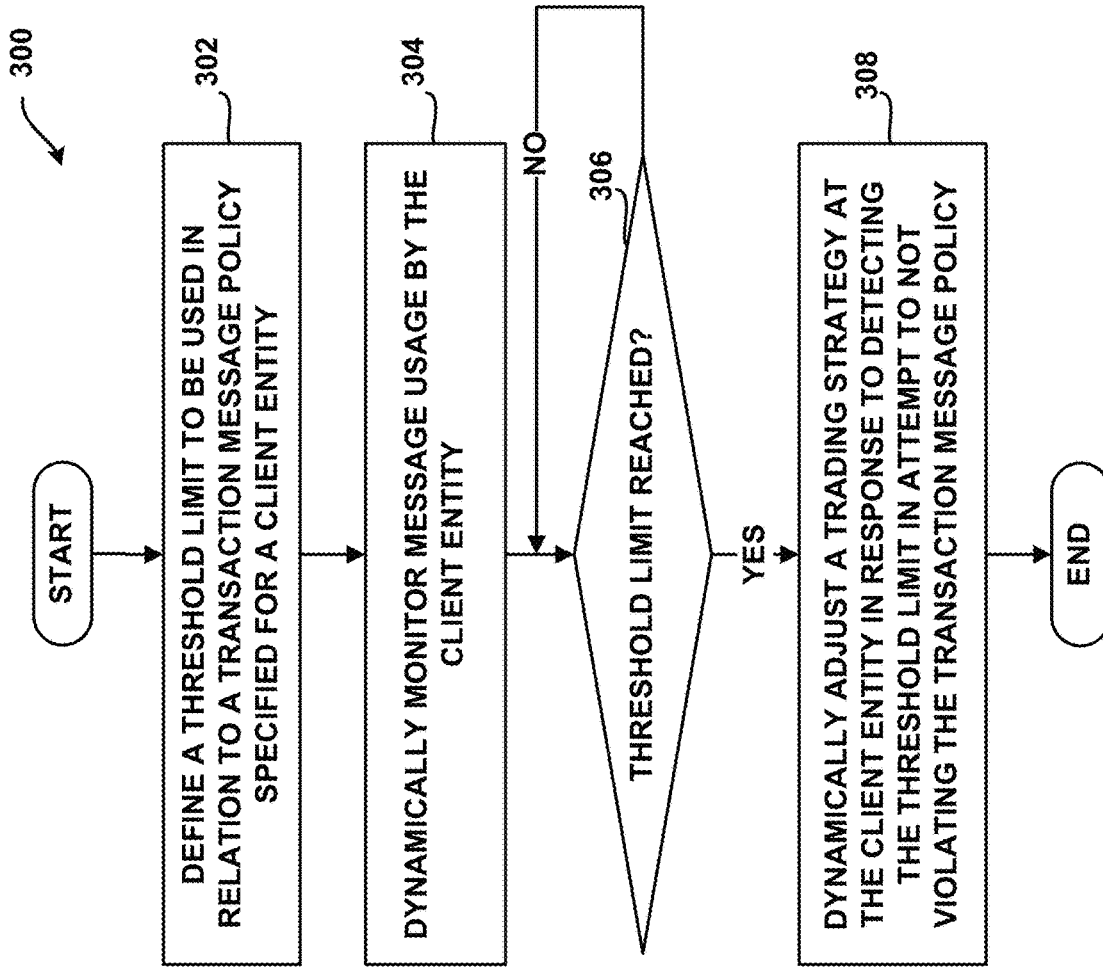 300
START
302
DEFINE A THRESHOLD LIMIT TO BE USED IN
RELATION TO A TRANSACTION MESSAGE POLICY
SPECIFIED FOR A CLIENT ENTITY
304
DYNAMICALLY MONITOR MESSAGE USAGE BY THE
CLIENT ENTITY
NO
306
THRESHOLD LIMIT REACHED?
YES
308
DYNAMICALLY ADJUST A TRADING STRATEGY AT
THE CLIENT ENTITY IN RESPONSE TO DETECTING
THE THRESHOLD LIMIT IN ATTEMPT TO NOT
VIOLATING THE TRANSACTION MESSAGE POLICY
END